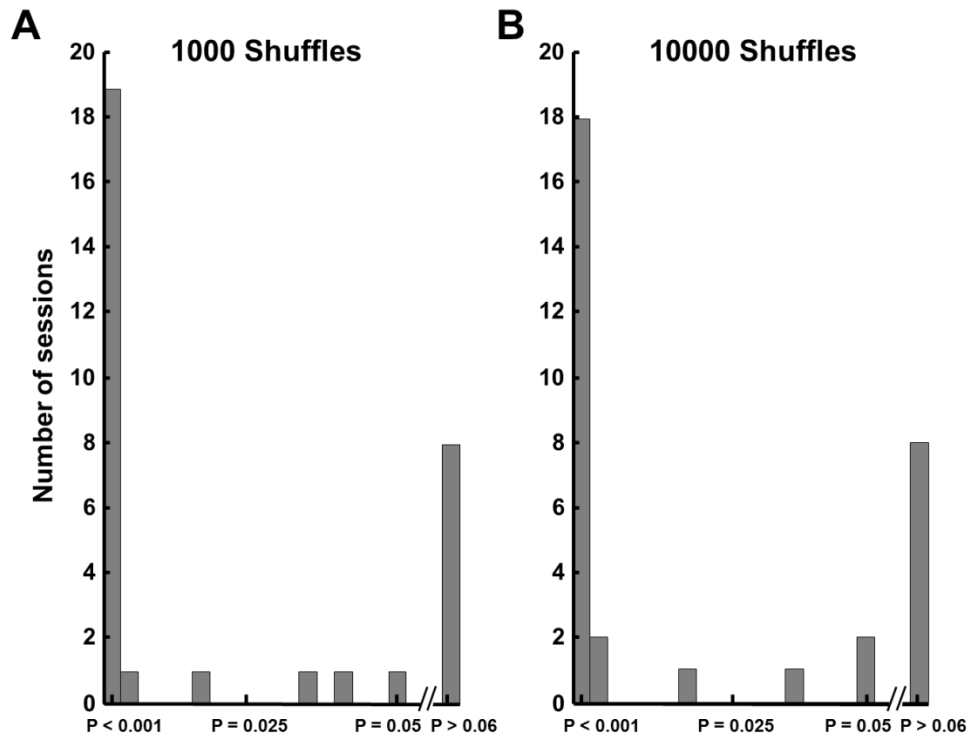 A
1000 Shuffles
Number of sessions
20
18
16
14
12
10
8
6
4
2
0
P < 0.001
P = 0.025
P = 0.05
P > 0.06
B
10000 Shuffles
20
18
16
14
12
10
8
6
4
2
0
P < 0.001
P = 0.025
P = 0.05
P > 0.06